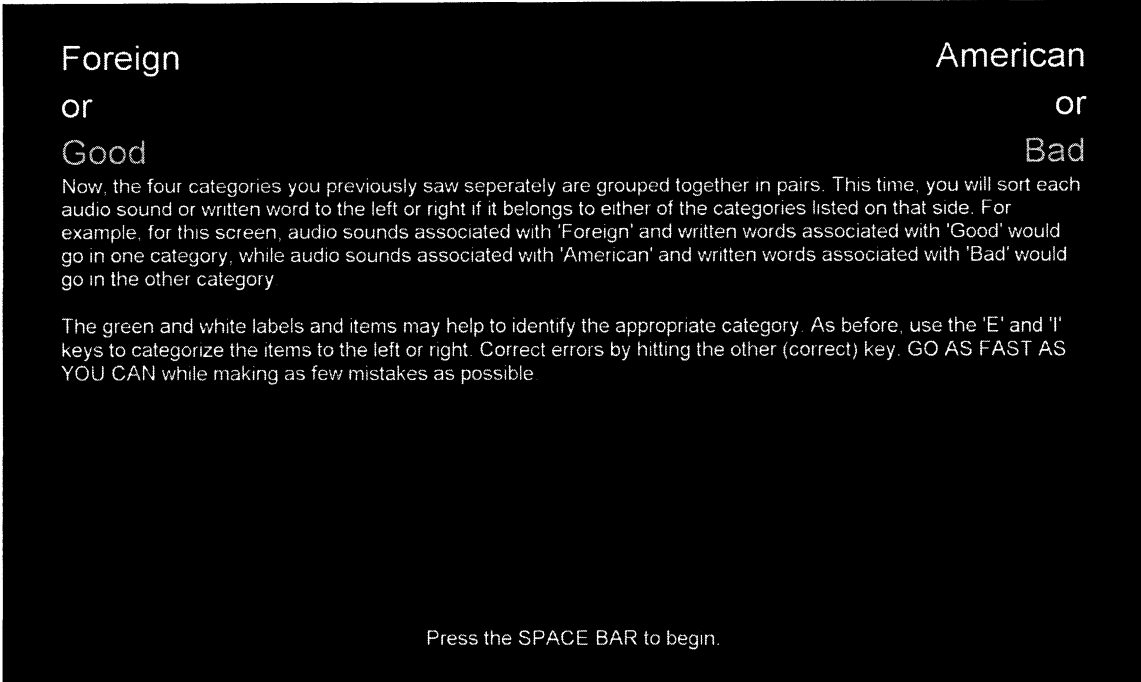 Foreign
American
or
or
Good
Bad
Now, the four categories you previously saw seperately are grouped together in pairs. This time, you will sort each
audio sound or written word to the left or right if it belongs to either of the categories listed on that side. For
example, for this screen, audio sounds associated with 'Foreign' and written words associated with 'Good' would
go in one category, while audio sounds associated with 'American' and written words associated with 'Bad' would
go in the other category
The green and white labels and items may help to identify the appropriate category. As before, use the 'E' and 'I'
keys to categorize the items to the left or right. Correct errors by hitting the other (correct) key. GO AS FAST AS
YOU CAN while making as few mistakes as possible.
Press the SPACE BAR to begin.